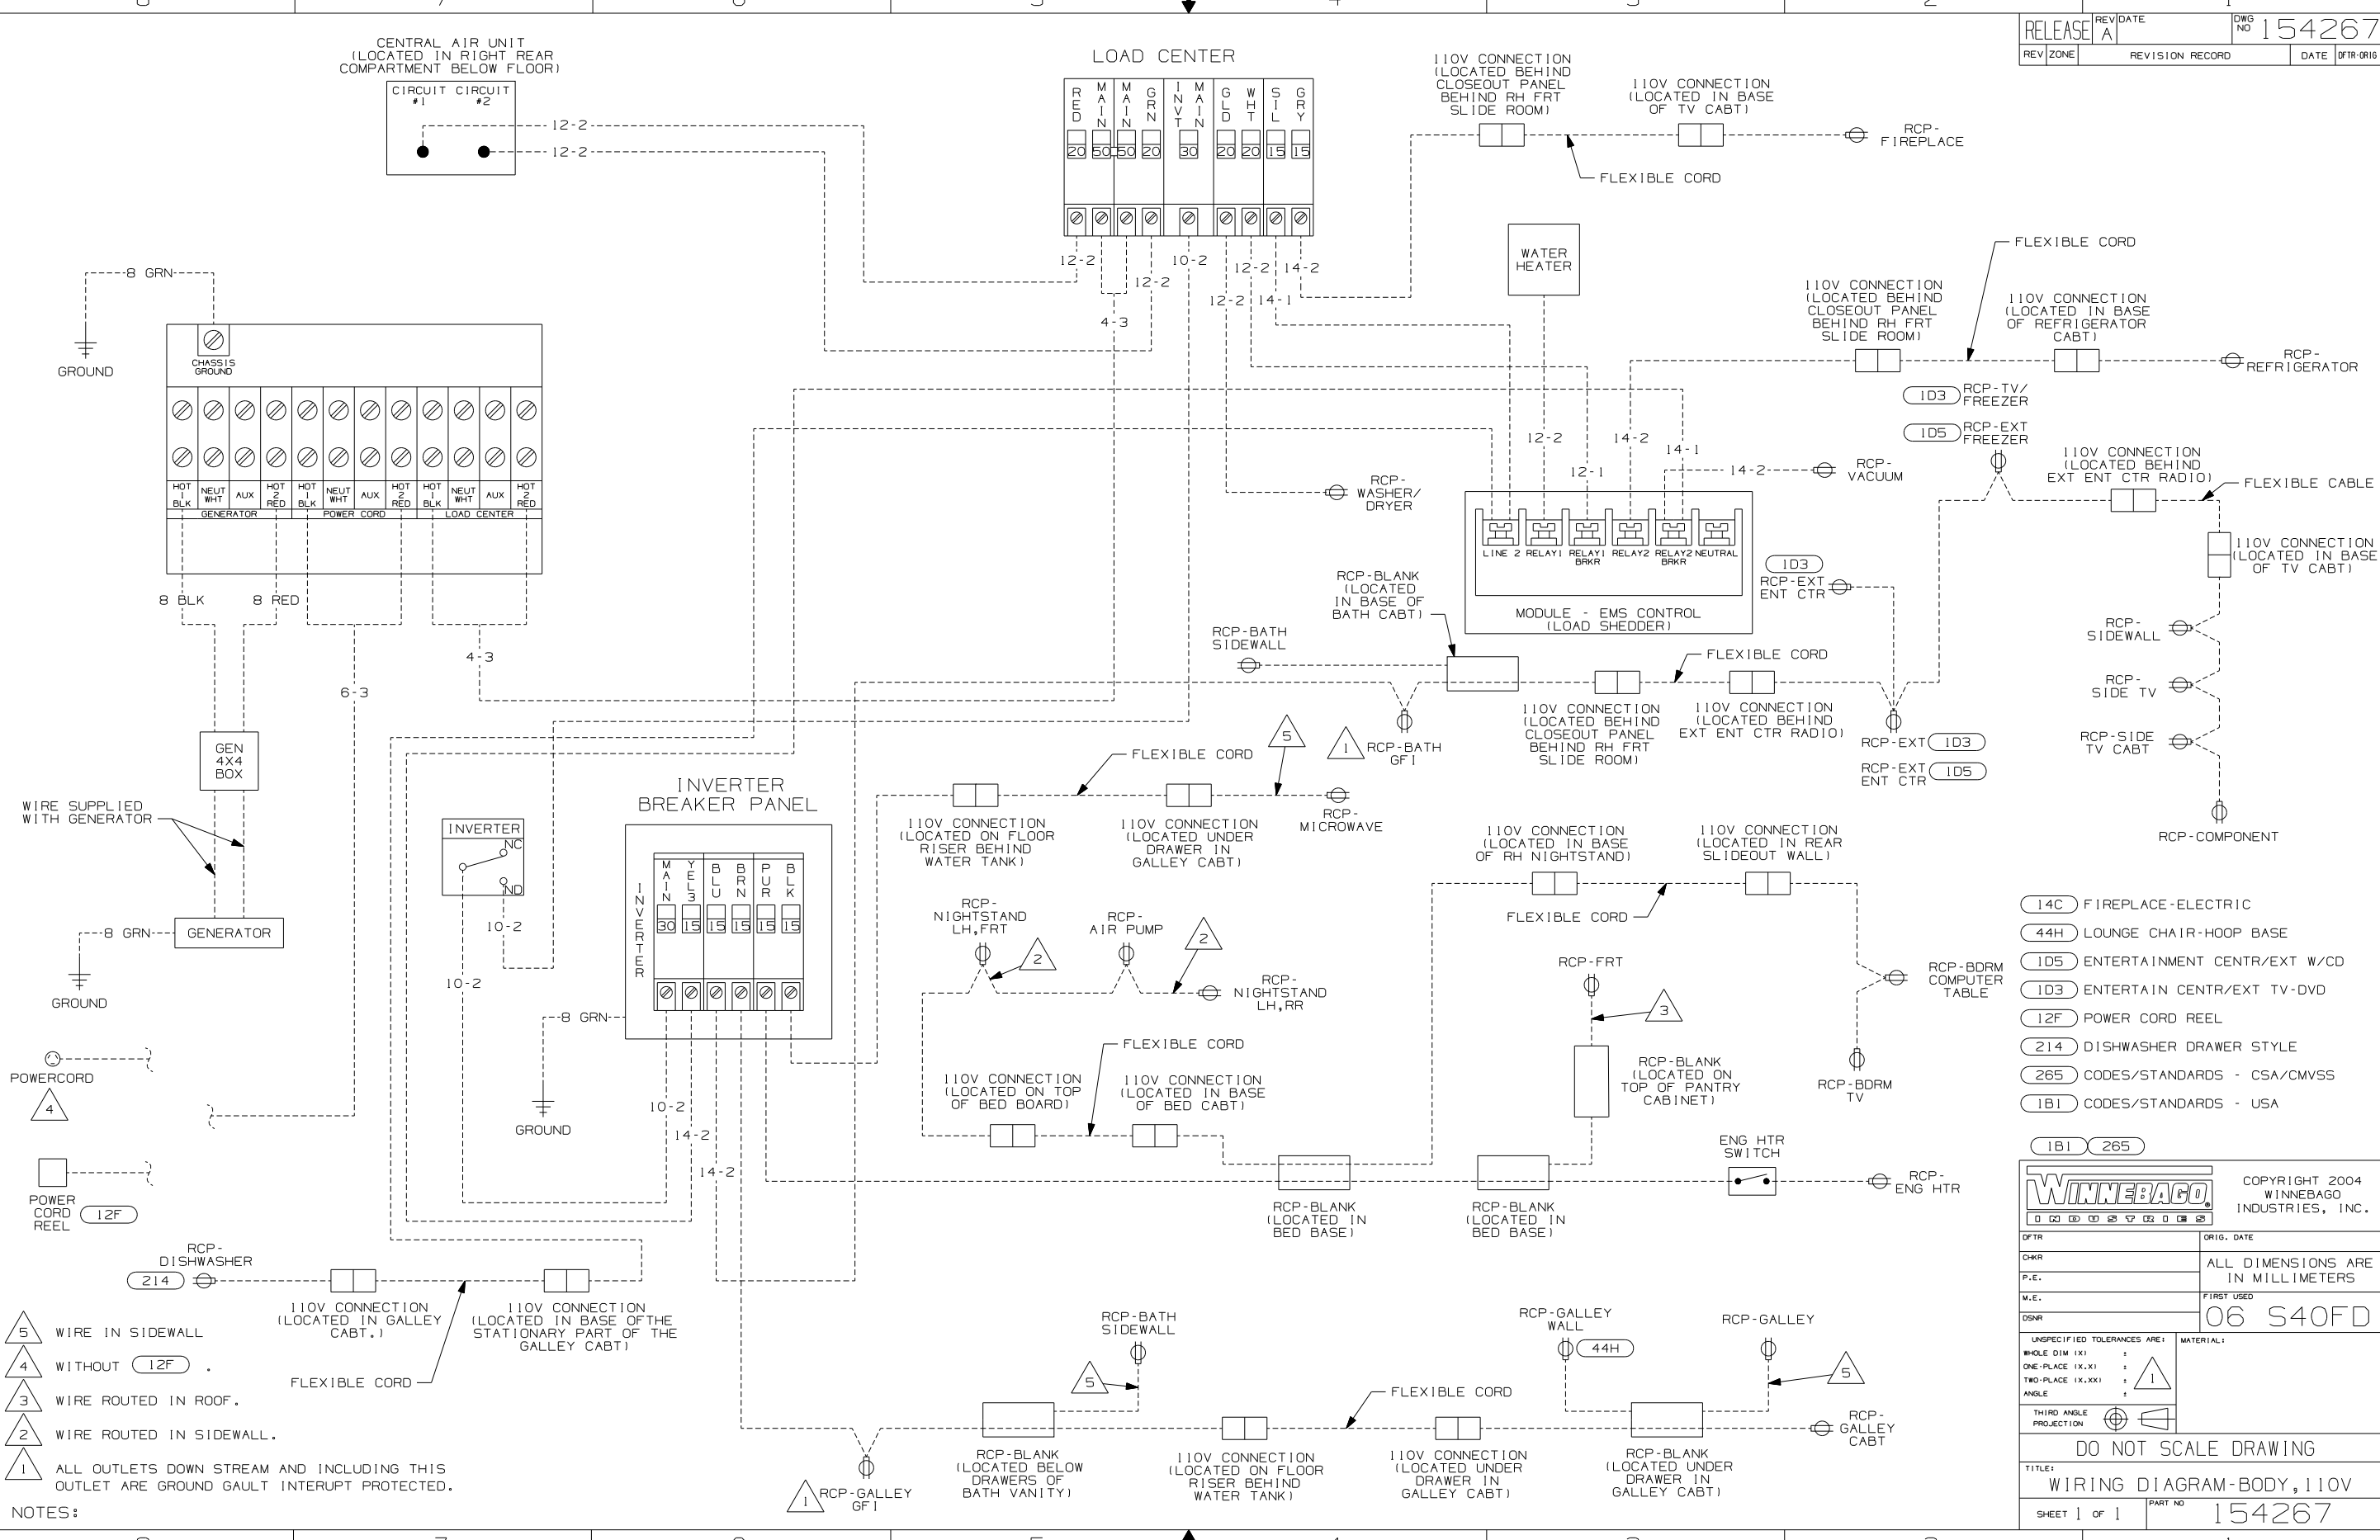 RELEASE
REV
A
DATE
DWG NO
154267
REV ZONE REVISION RECORD DATE DFTR-ORIG
CENTRAL AIR UNIT
(LOCATED IN RIGHT REAR
COMPARTMENT BELOW FLOOR)
CIRCUIT CIRCUIT
#1 #2
12-2
12-2
LOAD CENTER
RED MAIN MAIN GRN INVT MAIN GLD WHT SIL GRY
20 50 50 20 30 20 20 15 15
12-2 10-2 12-2 14-2
12-2
12-2 14-1
4-3
110V CONNECTION
(LOCATED BEHIND
CLOSEOUT PANEL
BEHIND RH FRT
SLIDE ROOM)
110V CONNECTION
(LOCATED IN BASE
OF TV CABT)
RCP-
FIREPLACE
FLEXIBLE CORD
WATER
HEATER
FLEXIBLE CORD
110V CONNECTION
(LOCATED BEHIND
CLOSEOUT PANEL
BEHIND RH FRT
SLIDE ROOM)
110V CONNECTION
(LOCATED IN BASE
OF REFRIGERATOR
CABT)
RCP-
REFRIGERATOR
8 GRN
GROUND
CHASSIS
GROUND
HOT 1 BLK
NEUT WHT
AUX
HOT 2 RED
HOT 1 BLK
NEUT WHT
AUX
HOT 2 RED
HOT 1 BLK
NEUT WHT
AUX
HOT 2 RED
GENERATOR POWER CORD LOAD CENTER
8 BLK 8 RED
4-3
6-3
1D3 RCP-TV/
FREEZER
1D5 RCP-EXT
FREEZER
12-2 14-2
14-1
12-1
14-2
RCP-
VACUUM
110V CONNECTION
(LOCATED BEHIND
EXT ENT CTR RADIO)
FLEXIBLE CABLE
RCP-
WASHER/
DRYER
LINE 2 RELAY1 RELAY1 BRKR RELAY2 RELAY2 BRKR NEUTRAL
MODULE - EMS CONTROL
(LOAD SHEDDER)
110V CONNECTION
(LOCATED IN BASE
OF TV CABT)
1D3
RCP-EXT
ENT CTR
RCP-BLANK
(LOCATED
IN BASE OF
BATH CABT)
RCP-BATH
SIDEWALL
FLEXIBLE CORD
RCP-
SIDEWALL
RCP-
SIDE TV
RCP-SIDE
TV CABT
RCP-COMPONENT
1 RCP-BATH
GFI
110V CONNECTION
(LOCATED BEHIND
CLOSEOUT PANEL
BEHIND RH FRT
SLIDE ROOM)
110V CONNECTION
(LOCATED BEHIND
EXT ENT CTR RADIO)
RCP-EXT 1D3
RCP-EXT
ENT CTR 1D5
GEN
4X4
BOX
WIRE SUPPLIED
WITH GENERATOR
GENERATOR
8 GRN
GROUND
INVERTER
NC
NO
10-2
10-2
INVERTER
BREAKER PANEL
INVERTER
MAIN YEL3 BLU BRN PUR BLK
30 15 15 15 15 15
8 GRN
GROUND
10-2
14-2
14-2
FLEXIBLE CORD
5
RCP-
MICROWAVE
110V CONNECTION
(LOCATED ON FLOOR
RISER BEHIND
WATER TANK)
110V CONNECTION
(LOCATED UNDER
DRAWER IN
GALLEY CABT)
RCP-
NIGHTSTAND
LH,FRT
2
RCP-
AIR PUMP
2
RCP-
NIGHTSTAND
LH,RR
110V CONNECTION
(LOCATED IN BASE
OF RH NIGHTSTAND)
110V CONNECTION
(LOCATED IN REAR
SLIDEOUT WALL)
FLEXIBLE CORD
RCP-BDRM
COMPUTER
TABLE
RCP-BDRM
TV
RCP-FRT
3
RCP-BLANK
(LOCATED ON
TOP OF PANTRY
CABINET)
FLEXIBLE CORD
110V CONNECTION
(LOCATED ON TOP
OF BED BOARD)
110V CONNECTION
(LOCATED IN BASE
OF BED CABT)
RCP-BLANK
(LOCATED IN
BED BASE)
RCP-BLANK
(LOCATED IN
BED BASE)
ENG HTR
SWITCH
RCP-
ENG HTR
POWERCORD
4
POWER
CORD
REEL
12F
RCP-
DISHWASHER
214
110V CONNECTION
(LOCATED IN GALLEY
CABT.)
110V CONNECTION
(LOCATED IN BASE OFTHE
STATIONARY PART OF THE
GALLEY CABT)
FLEXIBLE CORD
RCP-BATH
SIDEWALL
5
RCP-GALLEY
WALL
44H
RCP-GALLEY
5
FLEXIBLE CORD
1 RCP-GALLEY
GFI
RCP-BLANK
(LOCATED BELOW
DRAWERS OF
BATH VANITY)
110V CONNECTION
(LOCATED ON FLOOR
RISER BEHIND
WATER TANK)
110V CONNECTION
(LOCATED UNDER
DRAWER IN
GALLEY CABT)
RCP-BLANK
(LOCATED UNDER
DRAWER IN
GALLEY CABT)
RCP-
GALLEY
CABT
5 WIRE IN SIDEWALL
4 WITHOUT 12F .
3 WIRE ROUTED IN ROOF.
2 WIRE ROUTED IN SIDEWALL.
1 ALL OUTLETS DOWN STREAM AND INCLUDING THIS
OUTLET ARE GROUND GAULT INTERUPT PROTECTED.
NOTES:
14C FIREPLACE-ELECTRIC
44H LOUNGE CHAIR-HOOP BASE
1D5 ENTERTAINMENT CENTR/EXT W/CD
1D3 ENTERTAIN CENTR/EXT TV-DVD
12F POWER CORD REEL
214 DISHWASHER DRAWER STYLE
265 CODES/STANDARDS - CSA/CMVSS
1B1 CODES/STANDARDS - USA
1B1 265
WINNEBAGO
INDUSTRIES
COPYRIGHT 2004
WINNEBAGO
INDUSTRIES, INC.
DFTR
CHKR
P.E.
M.E.
DSNR
ORIG. DATE
ALL DIMENSIONS ARE
IN MILLIMETERS
FIRST USED
06 S40FD
UNSPECIFIED TOLERANCES ARE:
WHOLE DIM (X) :
ONE-PLACE (X.X) :
TWO-PLACE (X.XX) :
ANGLE :
1
MATERIAL:
THIRD ANGLE
PROJECTION
DO NOT SCALE DRAWING
TITLE:
WIRING DIAGRAM-BODY,110V
SHEET 1 OF 1
PART NO
154267